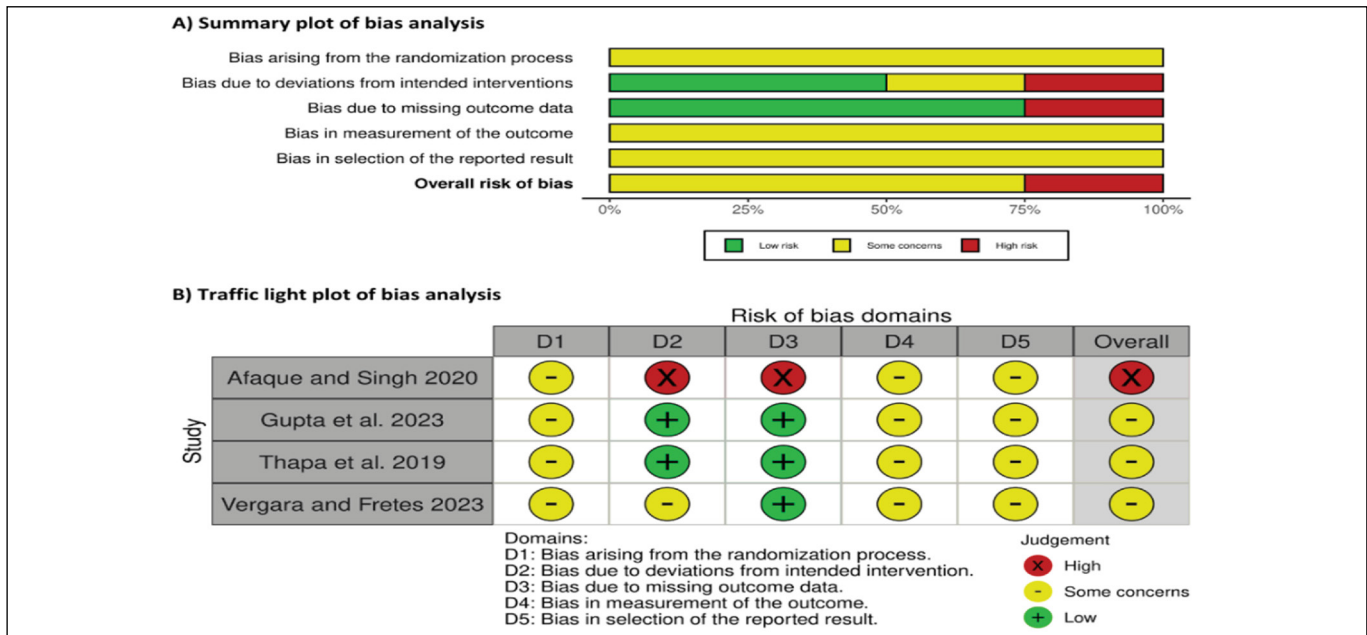 A) Summary plot of bias analysis
Bias arising from the randomization process
Bias due to deviations from intended interventions
Bias due to missing outcome data
Bias in measurement of the outcome
Bias in selection of the reported result
Overall risk of bias
0% 25% 50% 75% 100%
Low risk Some concerns High risk
B) Traffic light plot of bias analysis
Risk of bias domains
D1 D2 D3 D4 D5 Overall
Study
Afaque and Singh 2020 - X X - - X
Gupta et al. 2023 - + + - - -
Thapa et al. 2019 - + + - - -
Vergara and Fretes 2023 - - + - - -
Domains:
D1: Bias arising from the randomization process.
D2: Bias due to deviations from intended intervention.
D3: Bias due to missing outcome data.
D4: Bias in measurement of the outcome.
D5: Bias in selection of the reported result.
Judgement
X High
- Some concerns
+ Low